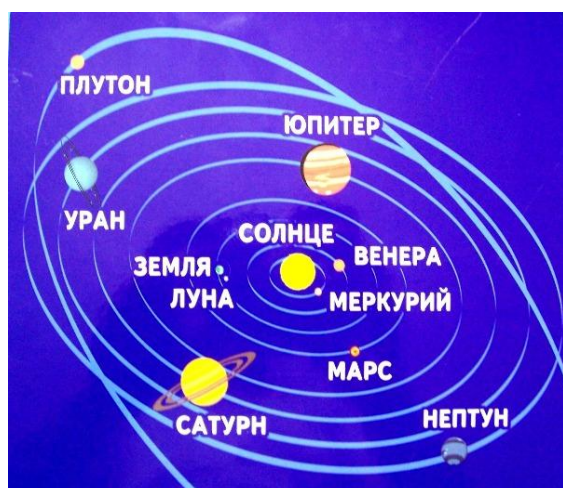 ПЛУТОН
ЮПИТЕР
УРАН
СОЛНЦЕ
ВЕНЕРА
ЗЕМЛЯ
ЛУНА
МЕРКУРИЙ
МАРС
САТУРН
НЕПТУН